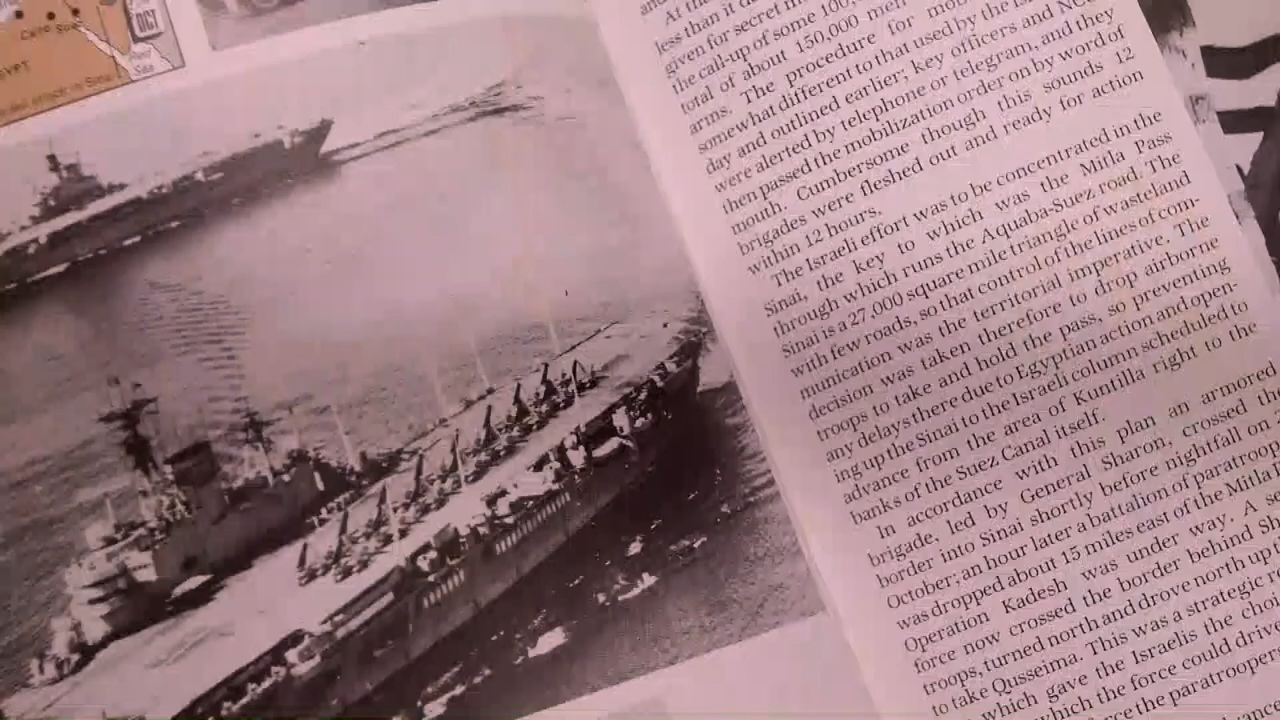 OCT
EGYPT
At the
less than it
given for secret
the call-up of some 100,
total of about 150,000 men
arms. The procedure for
somewhat different to that used by the
day and outlined earlier; key officers and
were alerted by telephone or telegram, and they
then passed the mobilization order on by word of
mouth. Cumbersome though this sounds 12
brigades were fleshed out and ready for action
within 12 hours.
The Israeli effort was to be concentrated in the
Sinai, the key to which was the Mitla Pass
through which runs the Aquaba-Suez road. The
Sinai is a 27,000 square mile triangle of wasteland
with few roads, so that control of the lines of com-
munication was the territorial imperative. The
decision was taken therefore to drop airborne
troops to take and hold the pass, so preventing
any delays there due to Egyptian action and open-
ing up the Sinai to the Israeli column scheduled to
advance from the area of Kuntilla right to the
banks of the Suez Canal itself.
In accordance with this plan an armored
brigade, led by General Sharon, crossed
border into Sinai shortly before nightfall on
October; an hour later a battalion of
was dropped about 15 miles east of the Mitla
Operation Kadesh was under way. A
force now crossed the border behind
troops, turned north and drove north
to take Qusseima. This was a strategic
which gave the Israelis the
which the force could
the paratroopers